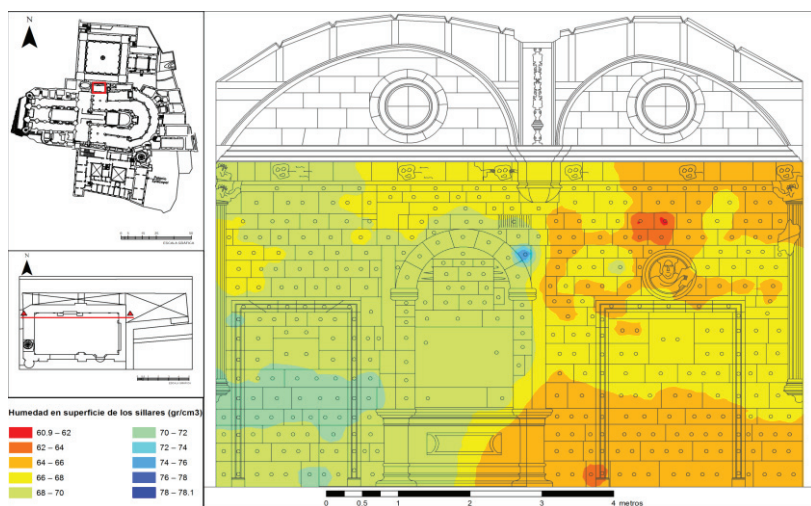 N
ESCALA GRÁFICA
N
Humedad en superficie de los sillares (gr/cm3)
60.9 – 62
62 – 64
64 – 66
66 – 68
68 – 70
70 – 72
72 – 74
74 – 76
76 – 78
78 – 78.1
0 0.5 1 2 3 4 metros